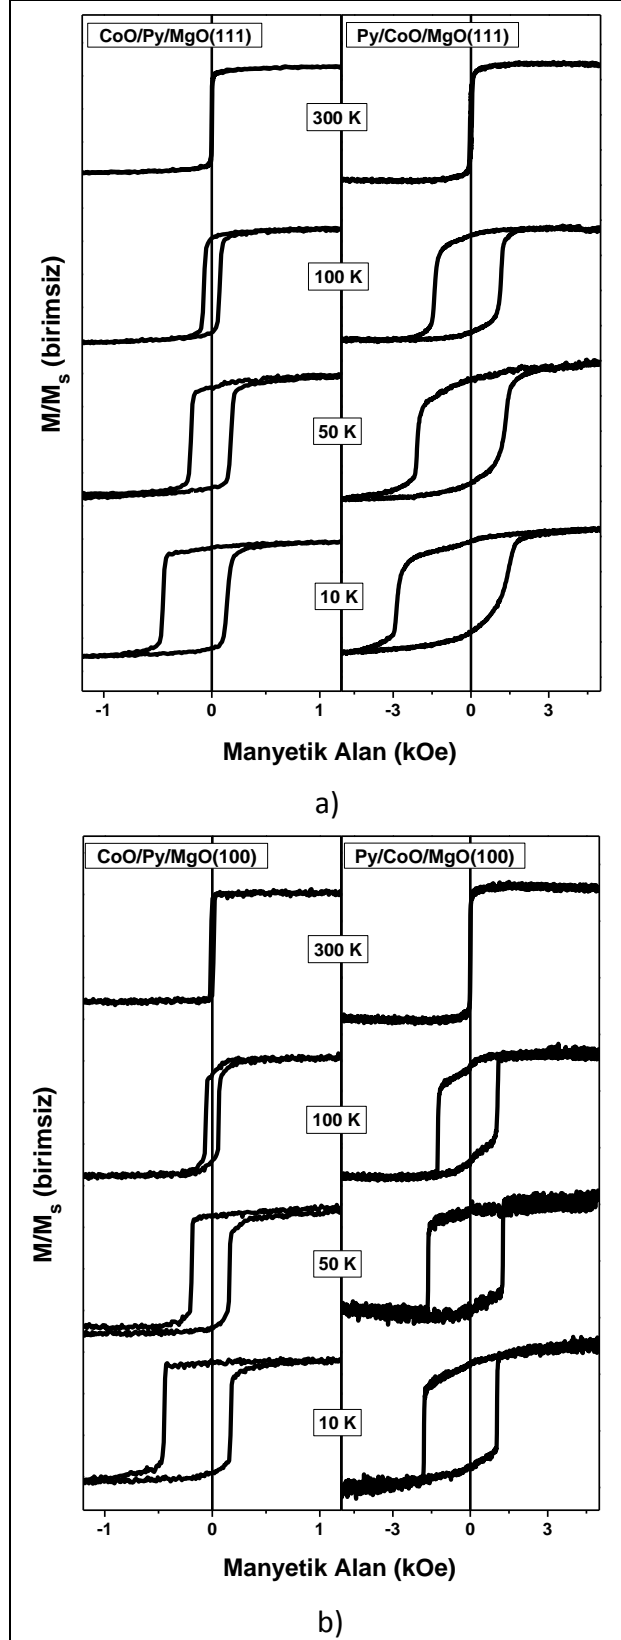 CoO/Py/MgO(111)
Py/CoO/MgO(111)
300 K
100 K
50 K
10 K
M/Ms (birimsiz)
-1 0 1 -3 0 3
Manyetik Alan (kOe)
a)
CoO/Py/MgO(100)
Py/CoO/MgO(100)
300 K
100 K
50 K
10 K
M/Ms (birimsiz)
-1 0 1 -3 0 3
Manyetik Alan (kOe)
b)